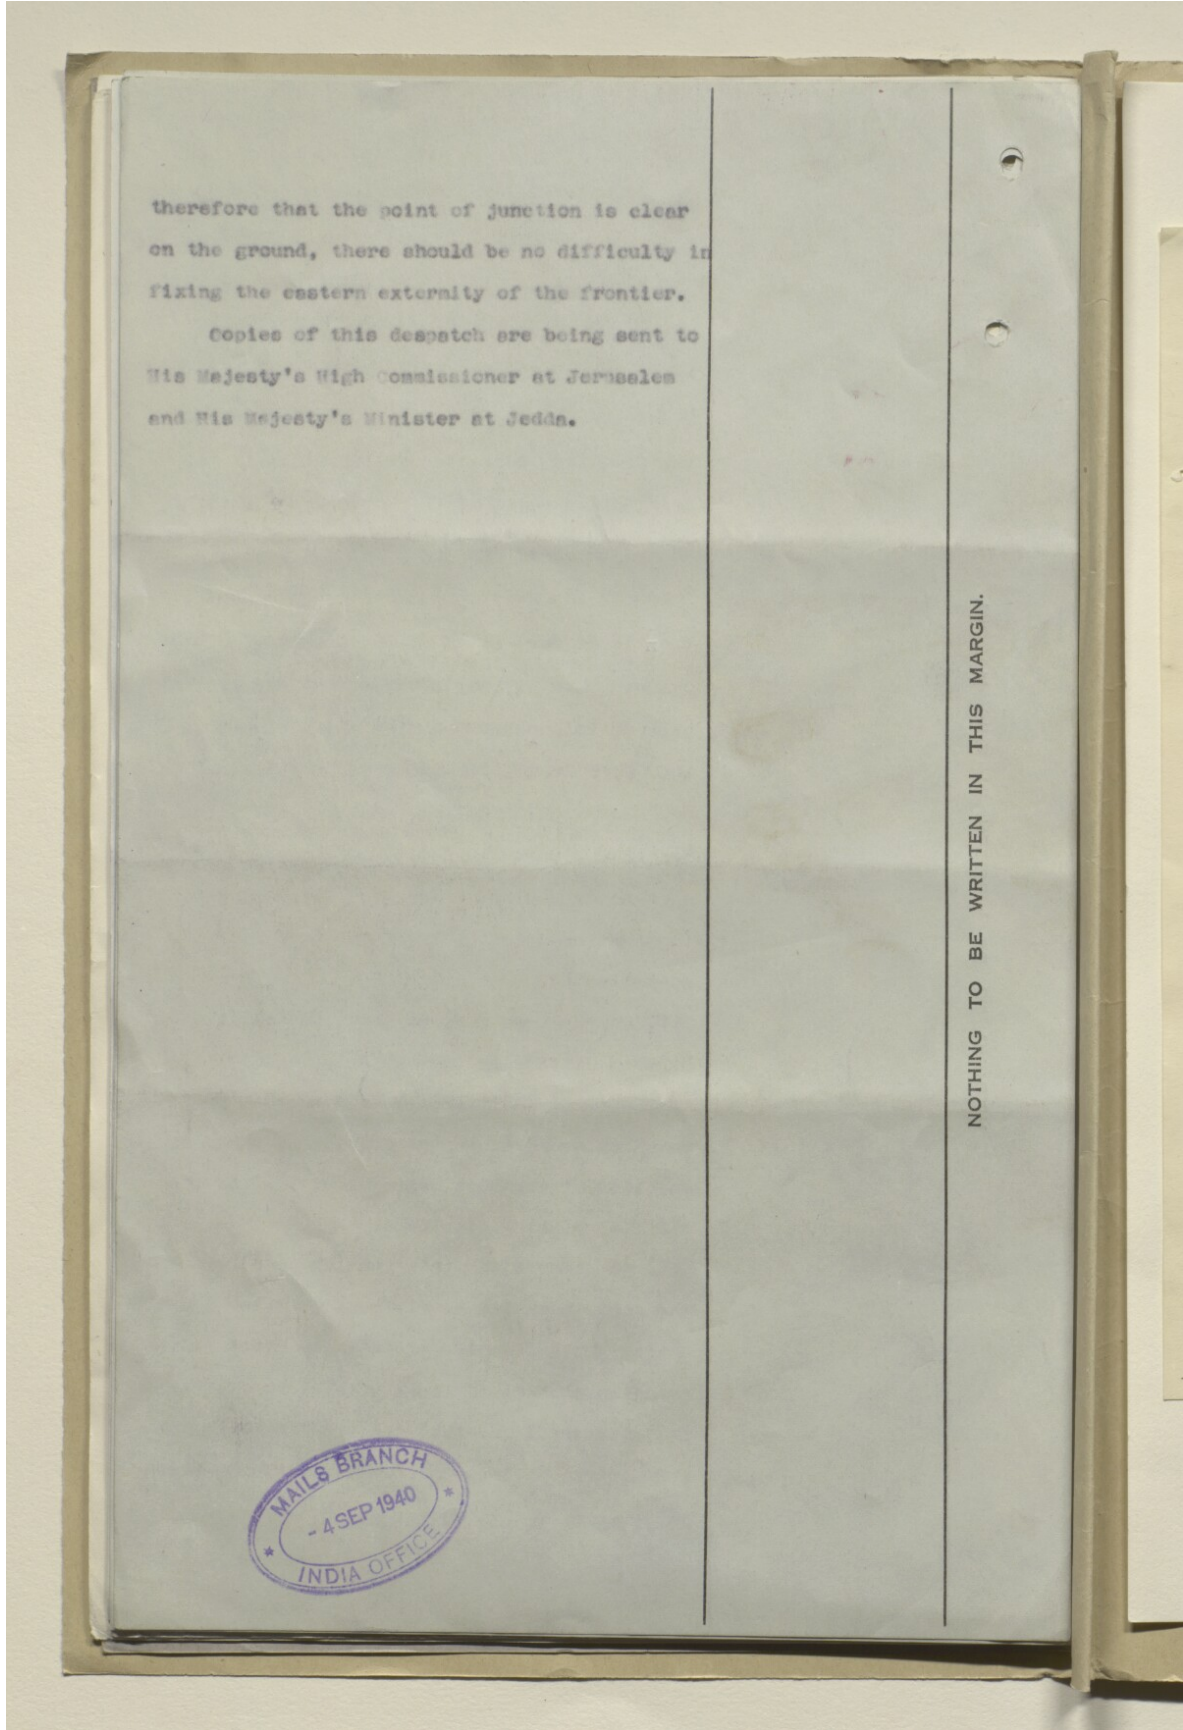 therefore that the point of junction is clear
on the ground, there should be no difficulty in
fixing the eastern extermity of the frontier.
Copies of this despatch are being sent to
His Majesty's High Commissioner at Jerusalem
and His Majesty's Minister at Jedda.
NOTHING TO BE WRITTEN IN THIS MARGIN.
MAILS BRANCH
- 4 SEP 1940
INDIA OFFICE